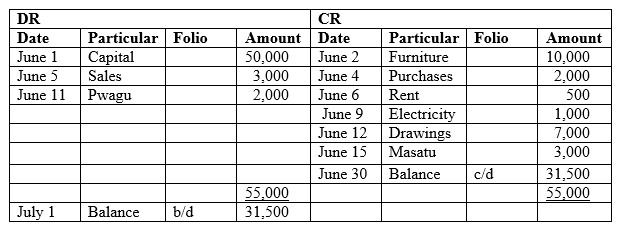 DR CR
Date Particular Folio Amount Date Particular Folio Amount
June 1 Capital 50,000 June 2 Furniture 10,000
June 5 Sales 3,000 June 4 Purchases 2,000
June 11 Pwagu 2,000 June 6 Rent 500
June 9 Electricity 1,000
June 12 Drawings 7,000
June 15 Masatu 3,000
June 30 Balance c/d 31,500
55,000 55,000
July 1 Balance b/d 31,500